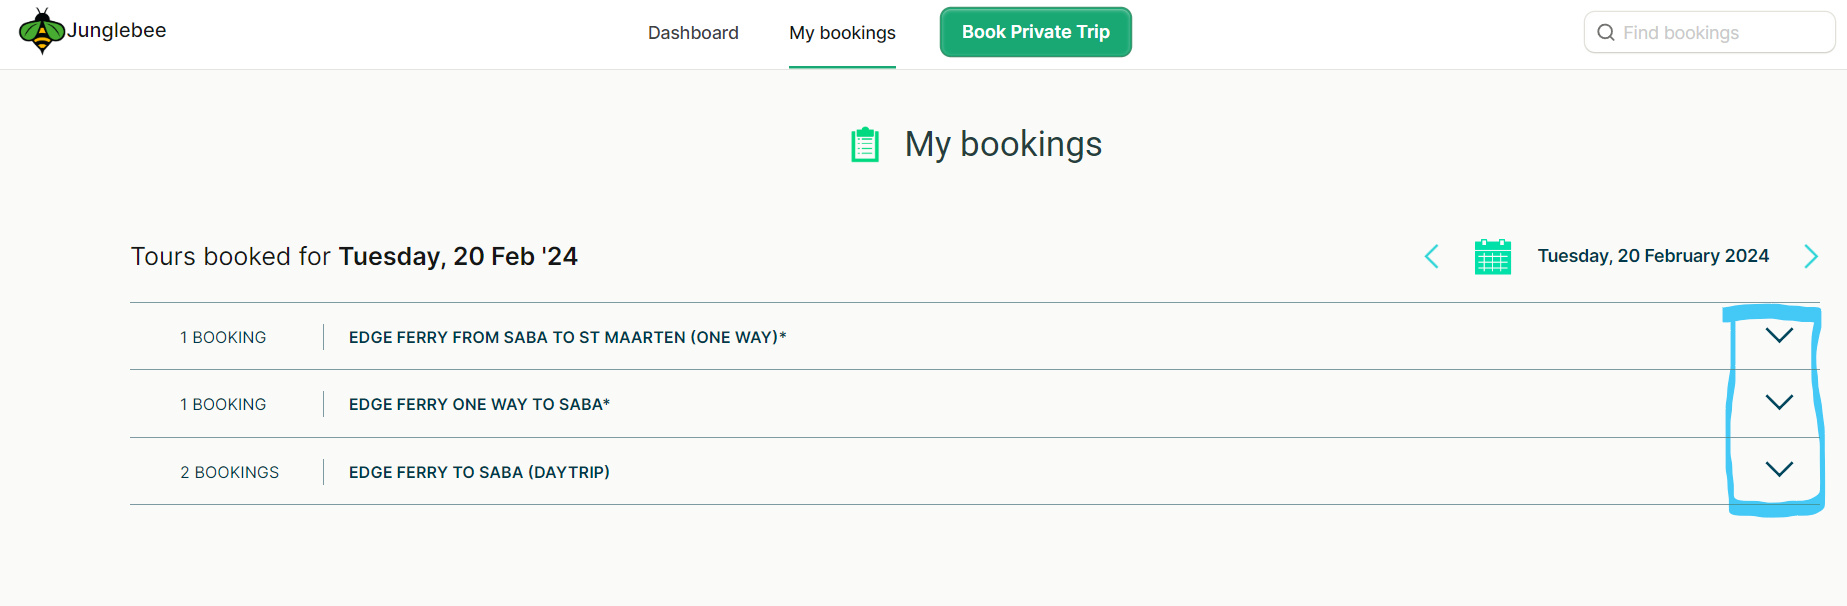 Junglebee
Dashboard
My bookings
Book Private Trip
Find bookings
My bookings
Tours booked for Tuesday, 20 Feb '24
Tuesday, 20 February 2024
1 BOOKING
EDGE FERRY FROM SABA TO ST MAARTEN (ONE WAY)*
1 BOOKING
EDGE FERRY ONE WAY TO SABA*
2 BOOKINGS
EDGE FERRY TO SABA (DAYTRIP)